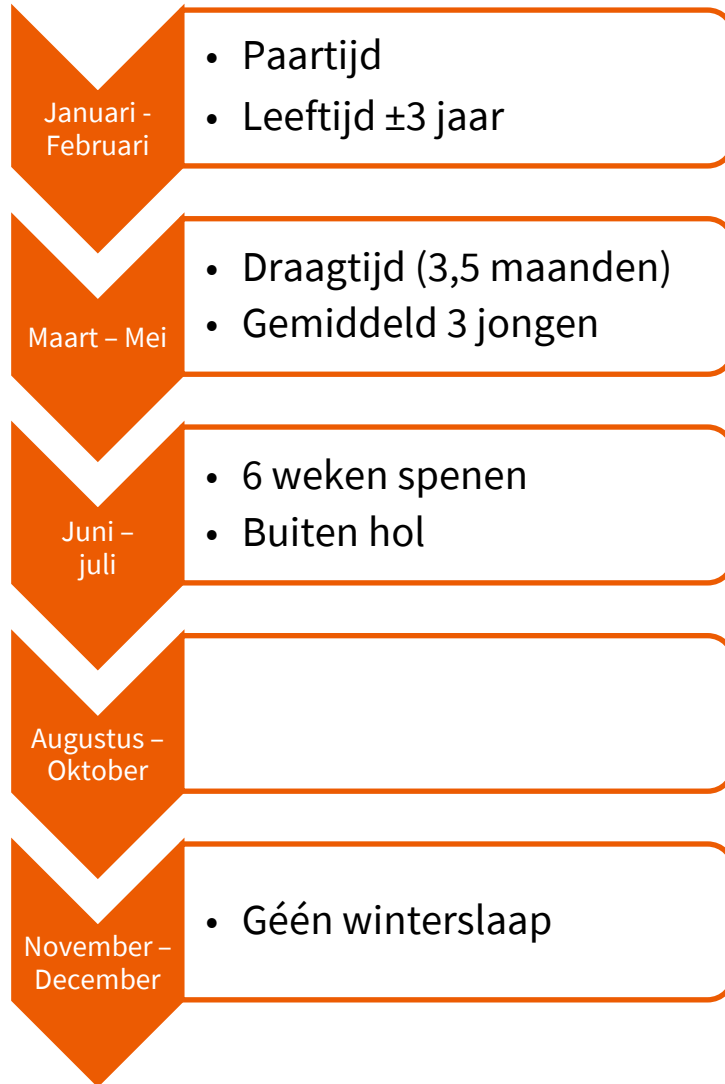 Januari -
Februari
• Paartijd
• Leeftijd ±3 jaar
Maart – Mei
• Draagtijd (3,5 maanden)
• Gemiddeld 3 jongen
Juni –
juli
• 6 weken spenen
• Buiten hol
Augustus –
Oktober
November –
December
• Géén winterslaap